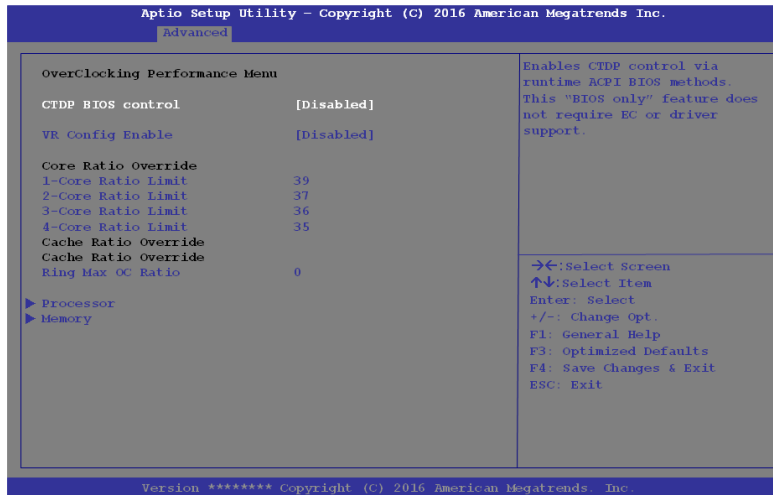 Aptio Setup Utility – Copyright (C) 2016 American Megatrends Inc.
Advanced
OverClocking Performance Menu
CTDP BIOS control [Disabled]
VR Config Enable [Disabled]
Core Ratio Override
1-Core Ratio Limit 39
2-Core Ratio Limit 37
3-Core Ratio Limit 36
4-Core Ratio Limit 35
Cache Ratio Override
Cache Ratio Override
Ring Max OC Ratio 0
▶ Processor
▶ Memory
Enables CTDP control via
runtime ACPI BIOS methods.
This "BIOS only" feature does
not require EC or driver
support.
→←:Select Screen
↑↓:Select Item
Enter: Select
+/-: Change Opt.
F1: General Help
F3: Optimized Defaults
F4: Save Changes & Exit
ESC: Exit
Version ******** Copyright (C) 2016 American Megatrends. Inc.